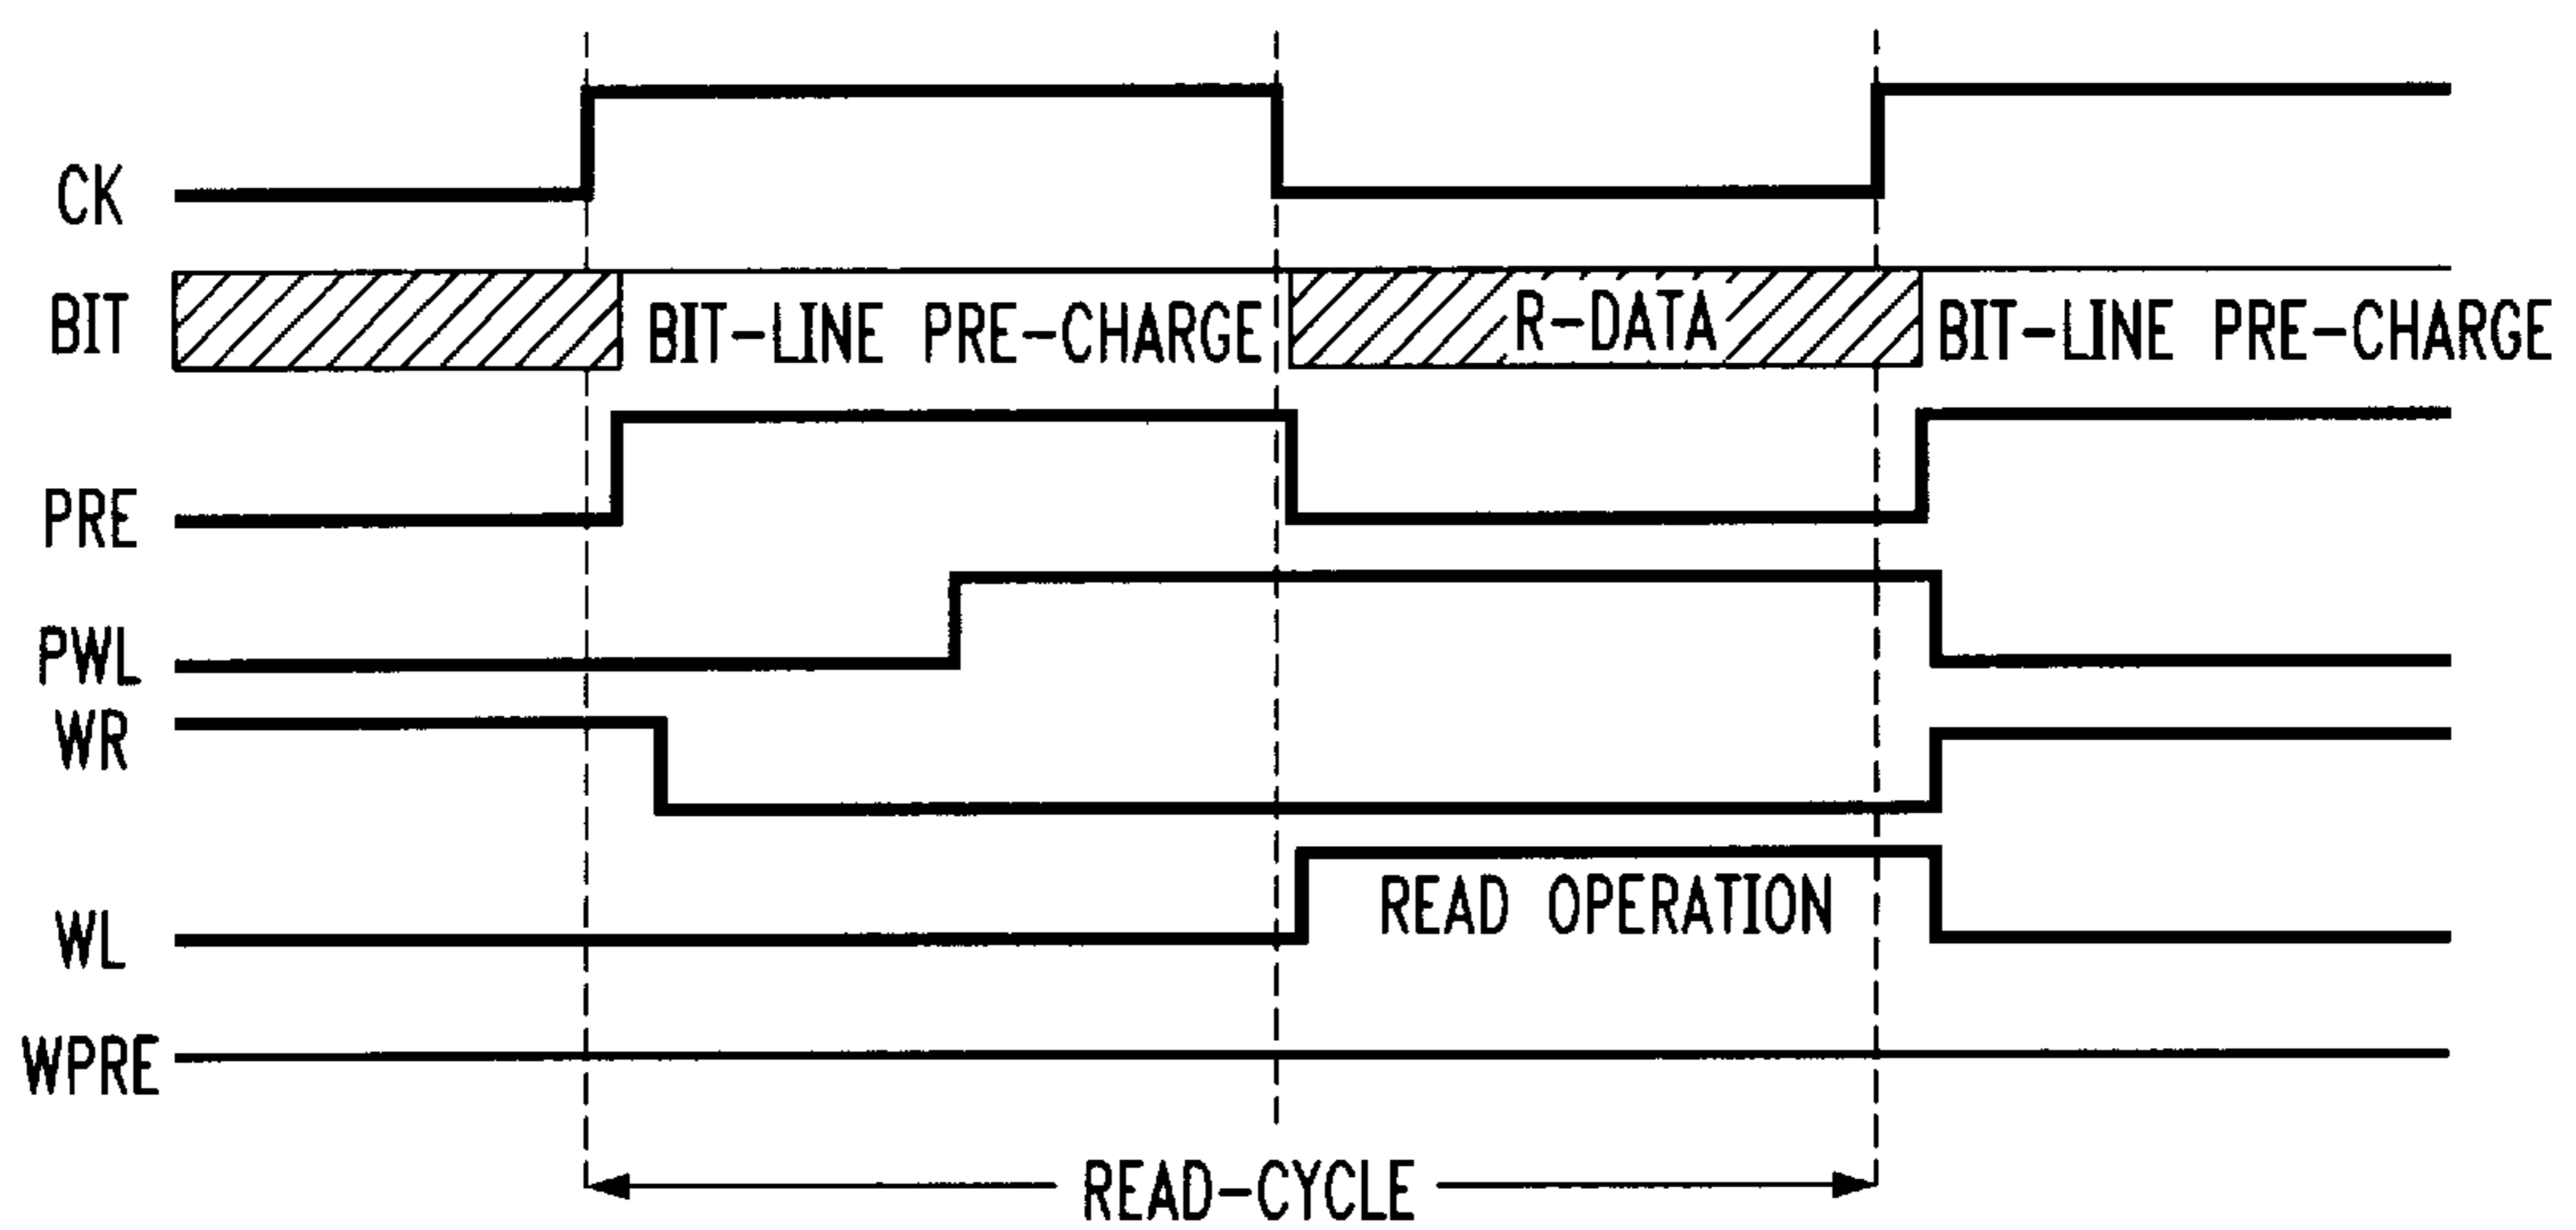 CK
BIT BIT-LINE PRE-CHARGE R-DATA BIT-LINE PRE-CHARGE
PRE
PWL
WR
WL READ OPERATION
WPRE
READ-CYCLE